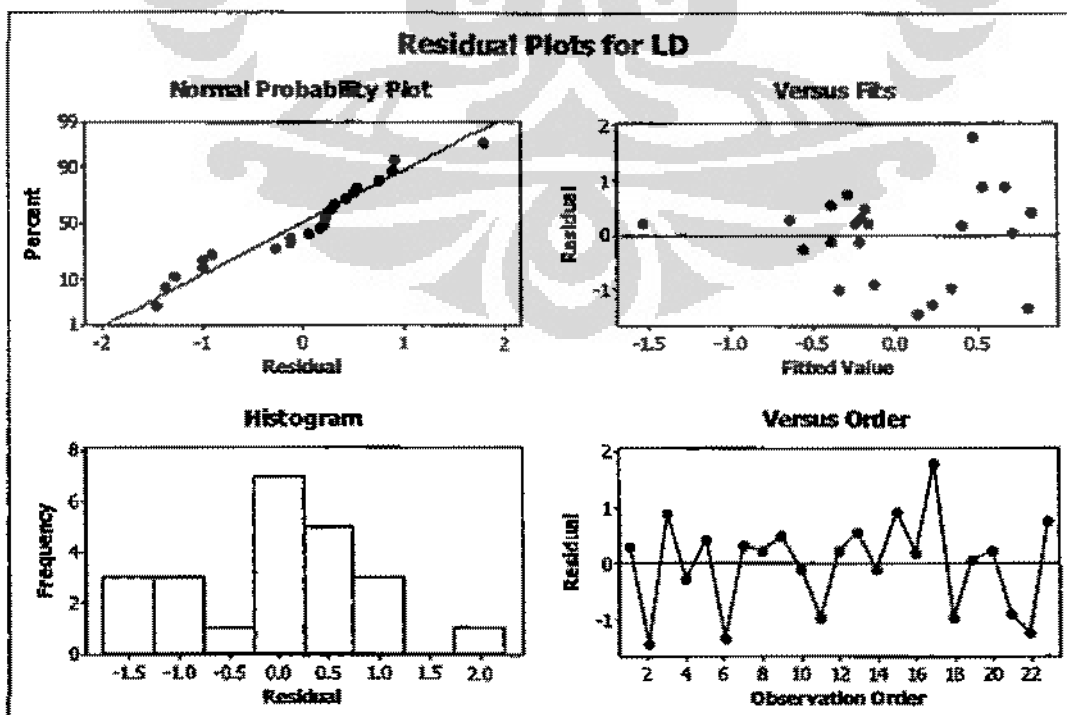 Residual Plots for LD
Normal Probability Plot
99
90
50
10
1
Percent
-2 -1 0 1 2
Residual
Versus Fits
2
1
0
-1
Residual
-1.5 -1.0 -0.5 0.0 0.5
Fitted Value
Histogram
8
6
4
2
0
Frequency
-1.5 -1.0 -0.5 0.0 0.5 1.0 1.5 2.0
Residual
Versus Order
2
1
0
-1
Residual
2 4 6 8 10 12 14 16 18 20 22
Observation Order